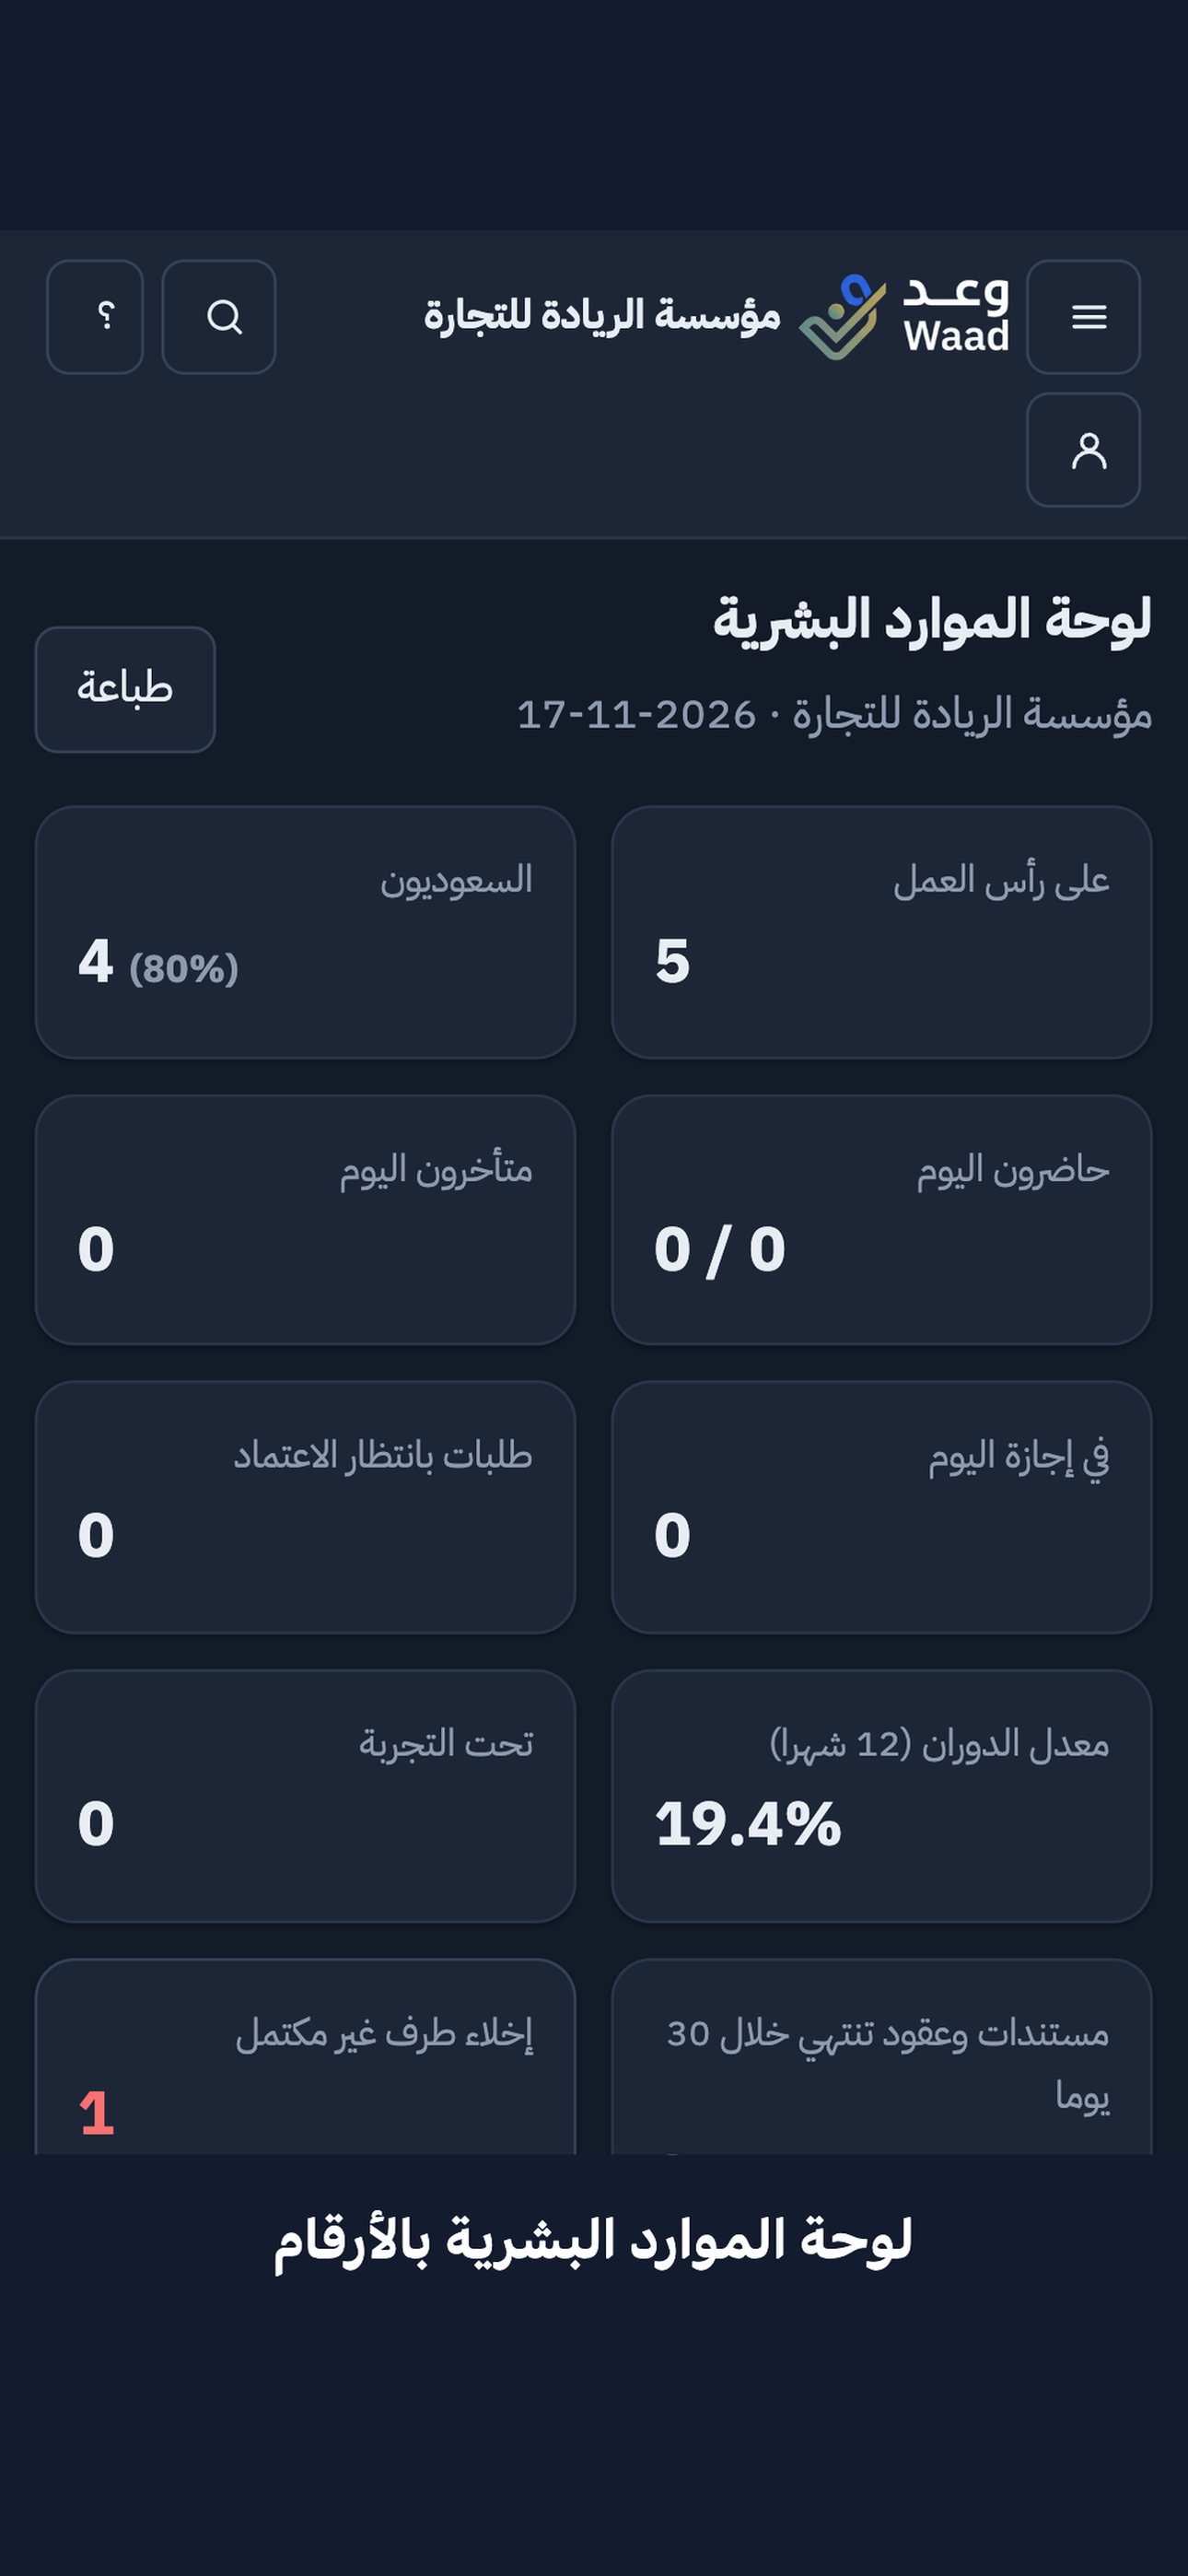 وعـد
Waad
مؤسسة الريادة للتجارة
؟
لوحة الموارد البشرية
مؤسسة الريادة للتجارة · 2026-11-17
طباعة
على رأس العمل
5
السعوديون
4 (80%)
حاضرون اليوم
0 / 0
متأخرون اليوم
0
في إجازة اليوم
0
طلبات بانتظار الاعتماد
0
معدل الدوران (12 شهرا)
19.4%
تحت التجربة
0
مستندات وعقود تنتهي خلال 30
يوما
إخلاء طرف غير مكتمل
1
لوحة الموارد البشرية بالأرقام